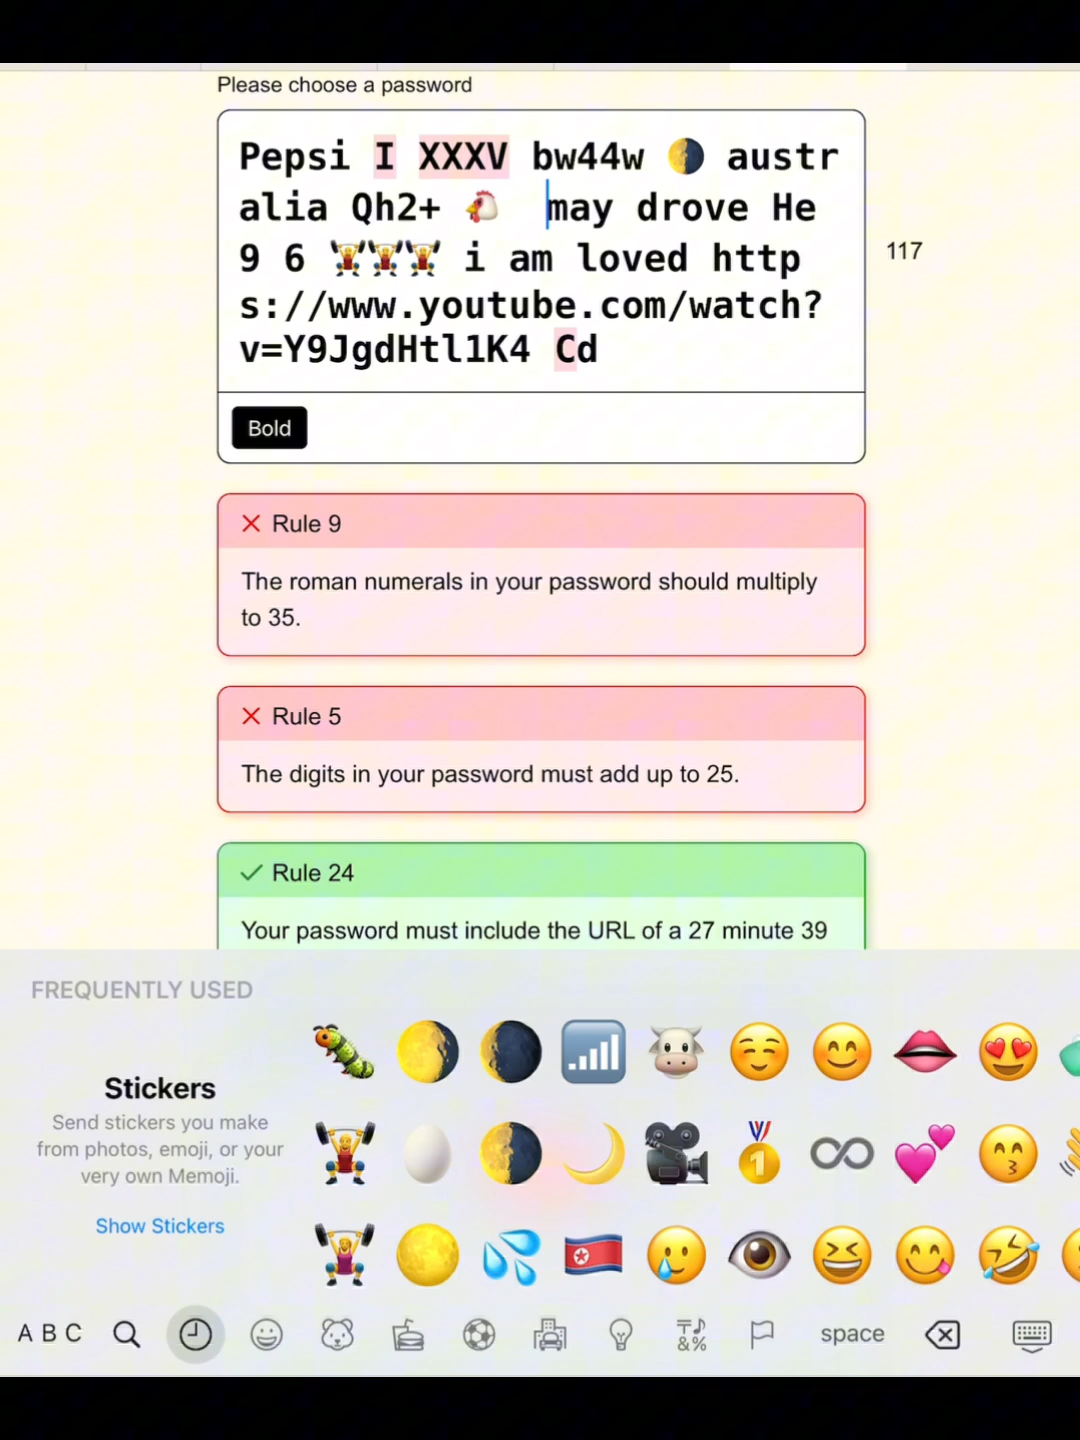 Please choose a password
Pepsi I XXXV bw44w 🌗 austr
alia Qh2+ 🐔 may drove He
9 6 🏋️🏋️🏋️ i am loved http
s://www.youtube.com/watch?
v=Y9JgdHtl1K4 Cd
117
Bold
Rule 9
The roman numerals in your password should multiply
to 35.
Rule 5
The digits in your password must add up to 25.
Rule 24
Your password must include the URL of a 27 minute 39
FREQUENTLY USED
Stickers
Send stickers you make
from photos, emoji, or your
very own Memoji.
Show Stickers
ABC
space